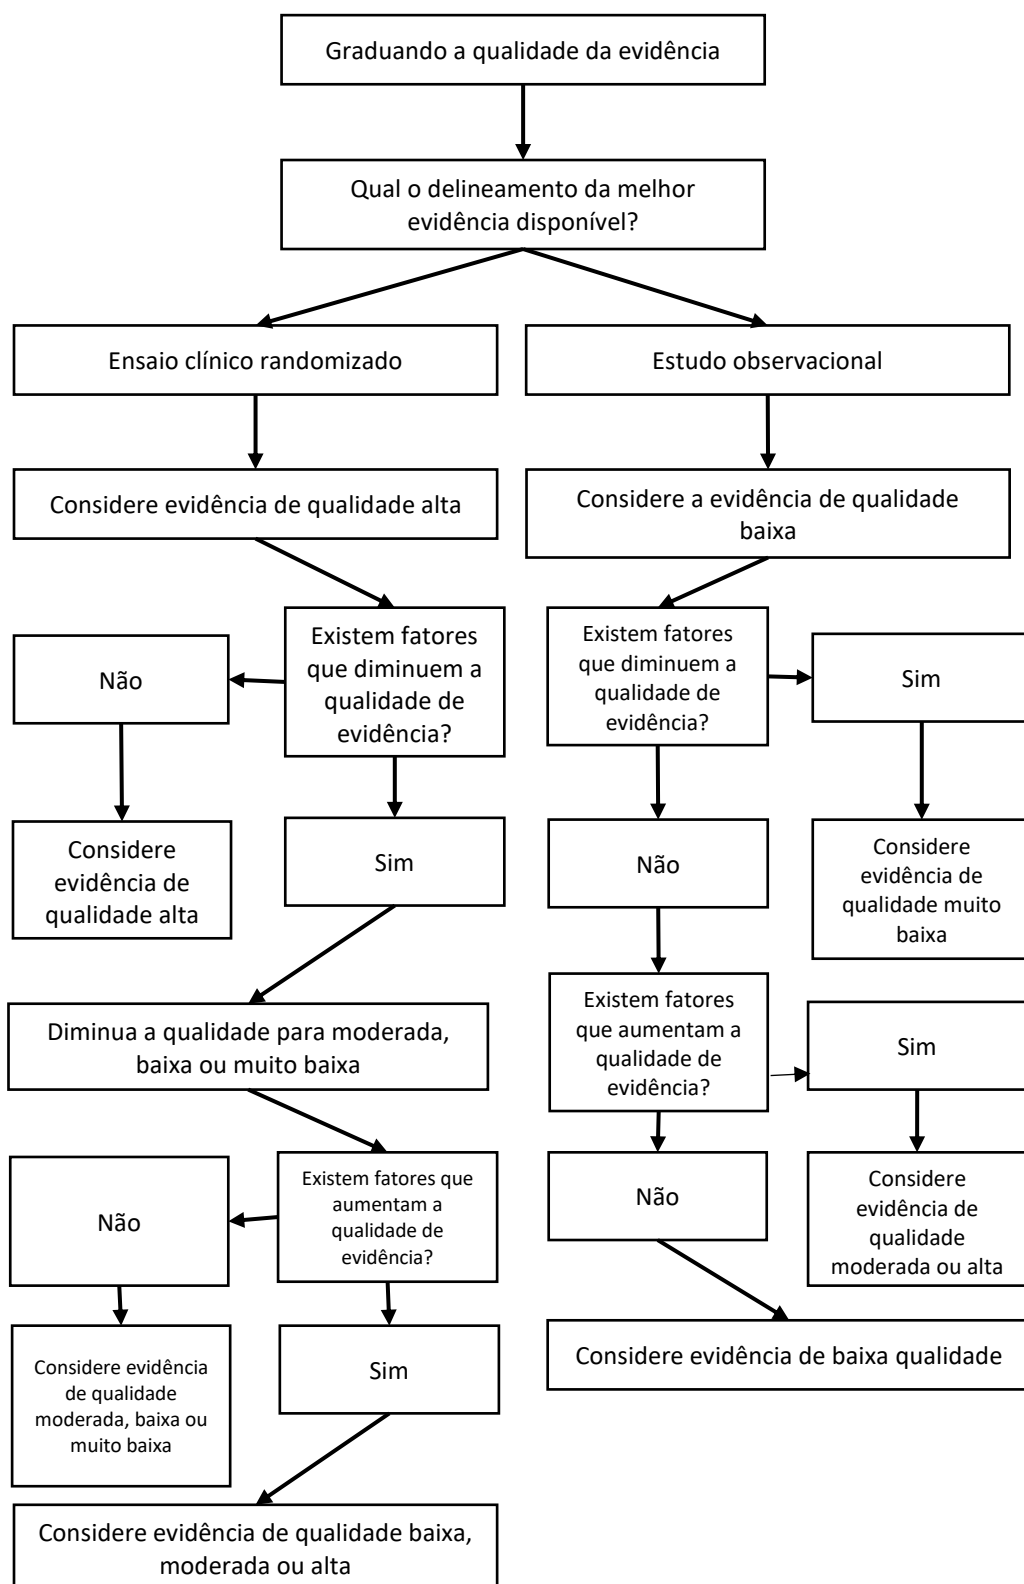 Graduando a qualidade da evidência
Qual o delineamento da melhor
evidência disponível?
Ensaio clínico randomizado
Estudo observacional
Considere evidência de qualidade alta
Considere a evidência de qualidade
baixa
Não
Existem fatores
que diminuem a
qualidade de
evidência?
Existem fatores
que diminuem a
qualidade de
evidência?
Sim
Considere
evidência de
qualidade alta
Sim
Não
Considere
evidência de
qualidade muito
baixa
Diminua a qualidade para moderada,
baixa ou muito baixa
Existem fatores
que aumentam a
qualidade de
evidência?
Sim
Não
Existem fatores que
aumentam a
qualidade de
evidência?
Não
Considere
evidência de
qualidade
moderada ou alta
Considere evidência
de qualidade
moderada, baixa ou
muito baixa
Sim
Considere evidência de baixa qualidade
Considere evidência de qualidade baixa,
moderada ou alta